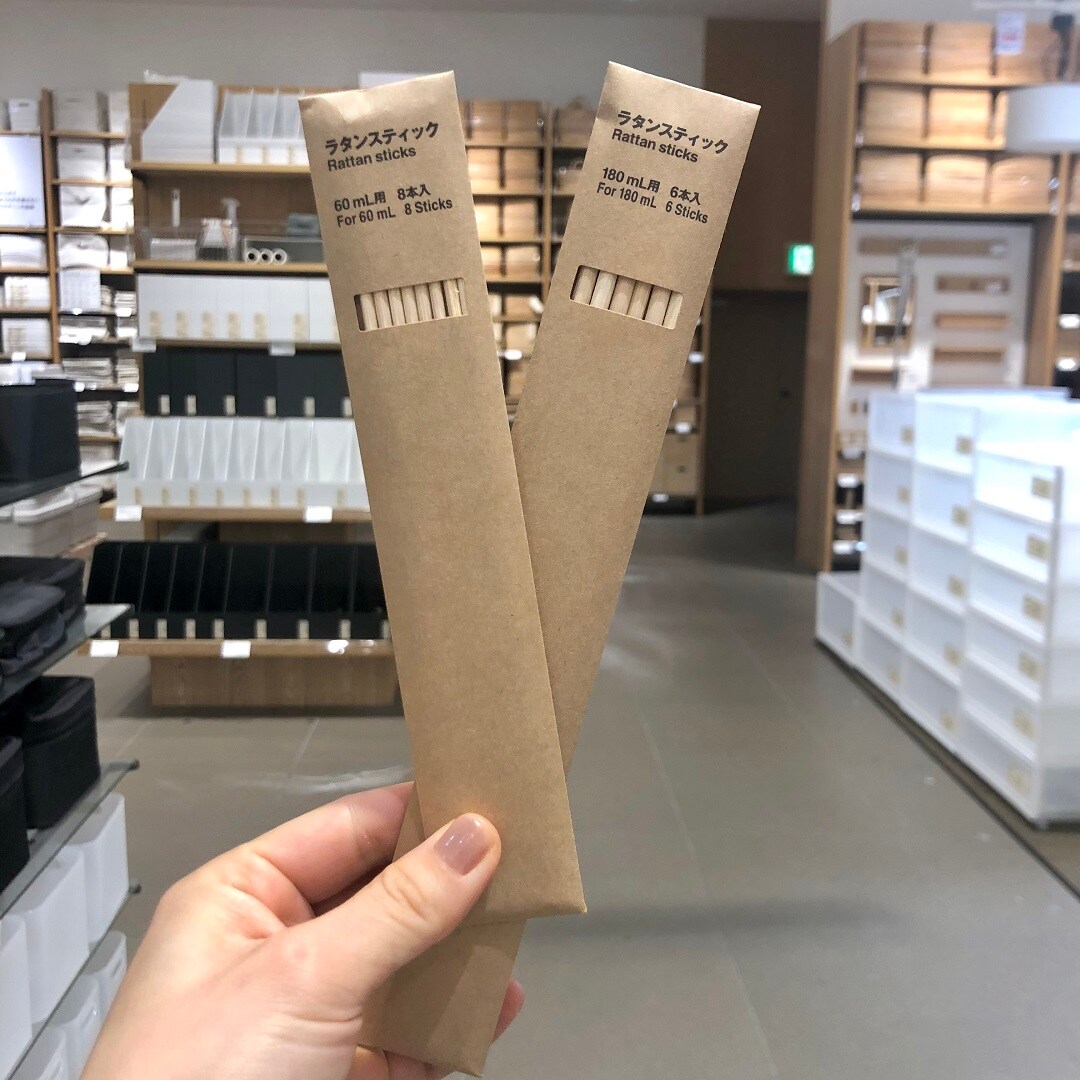 ラタンスティック
Rattan sticks
60 mL用 8本入
For 60 mL 8 Sticks
ラタンスティック
Rattan sticks
180 mL用 6本入
For 180 mL 6 Sticks